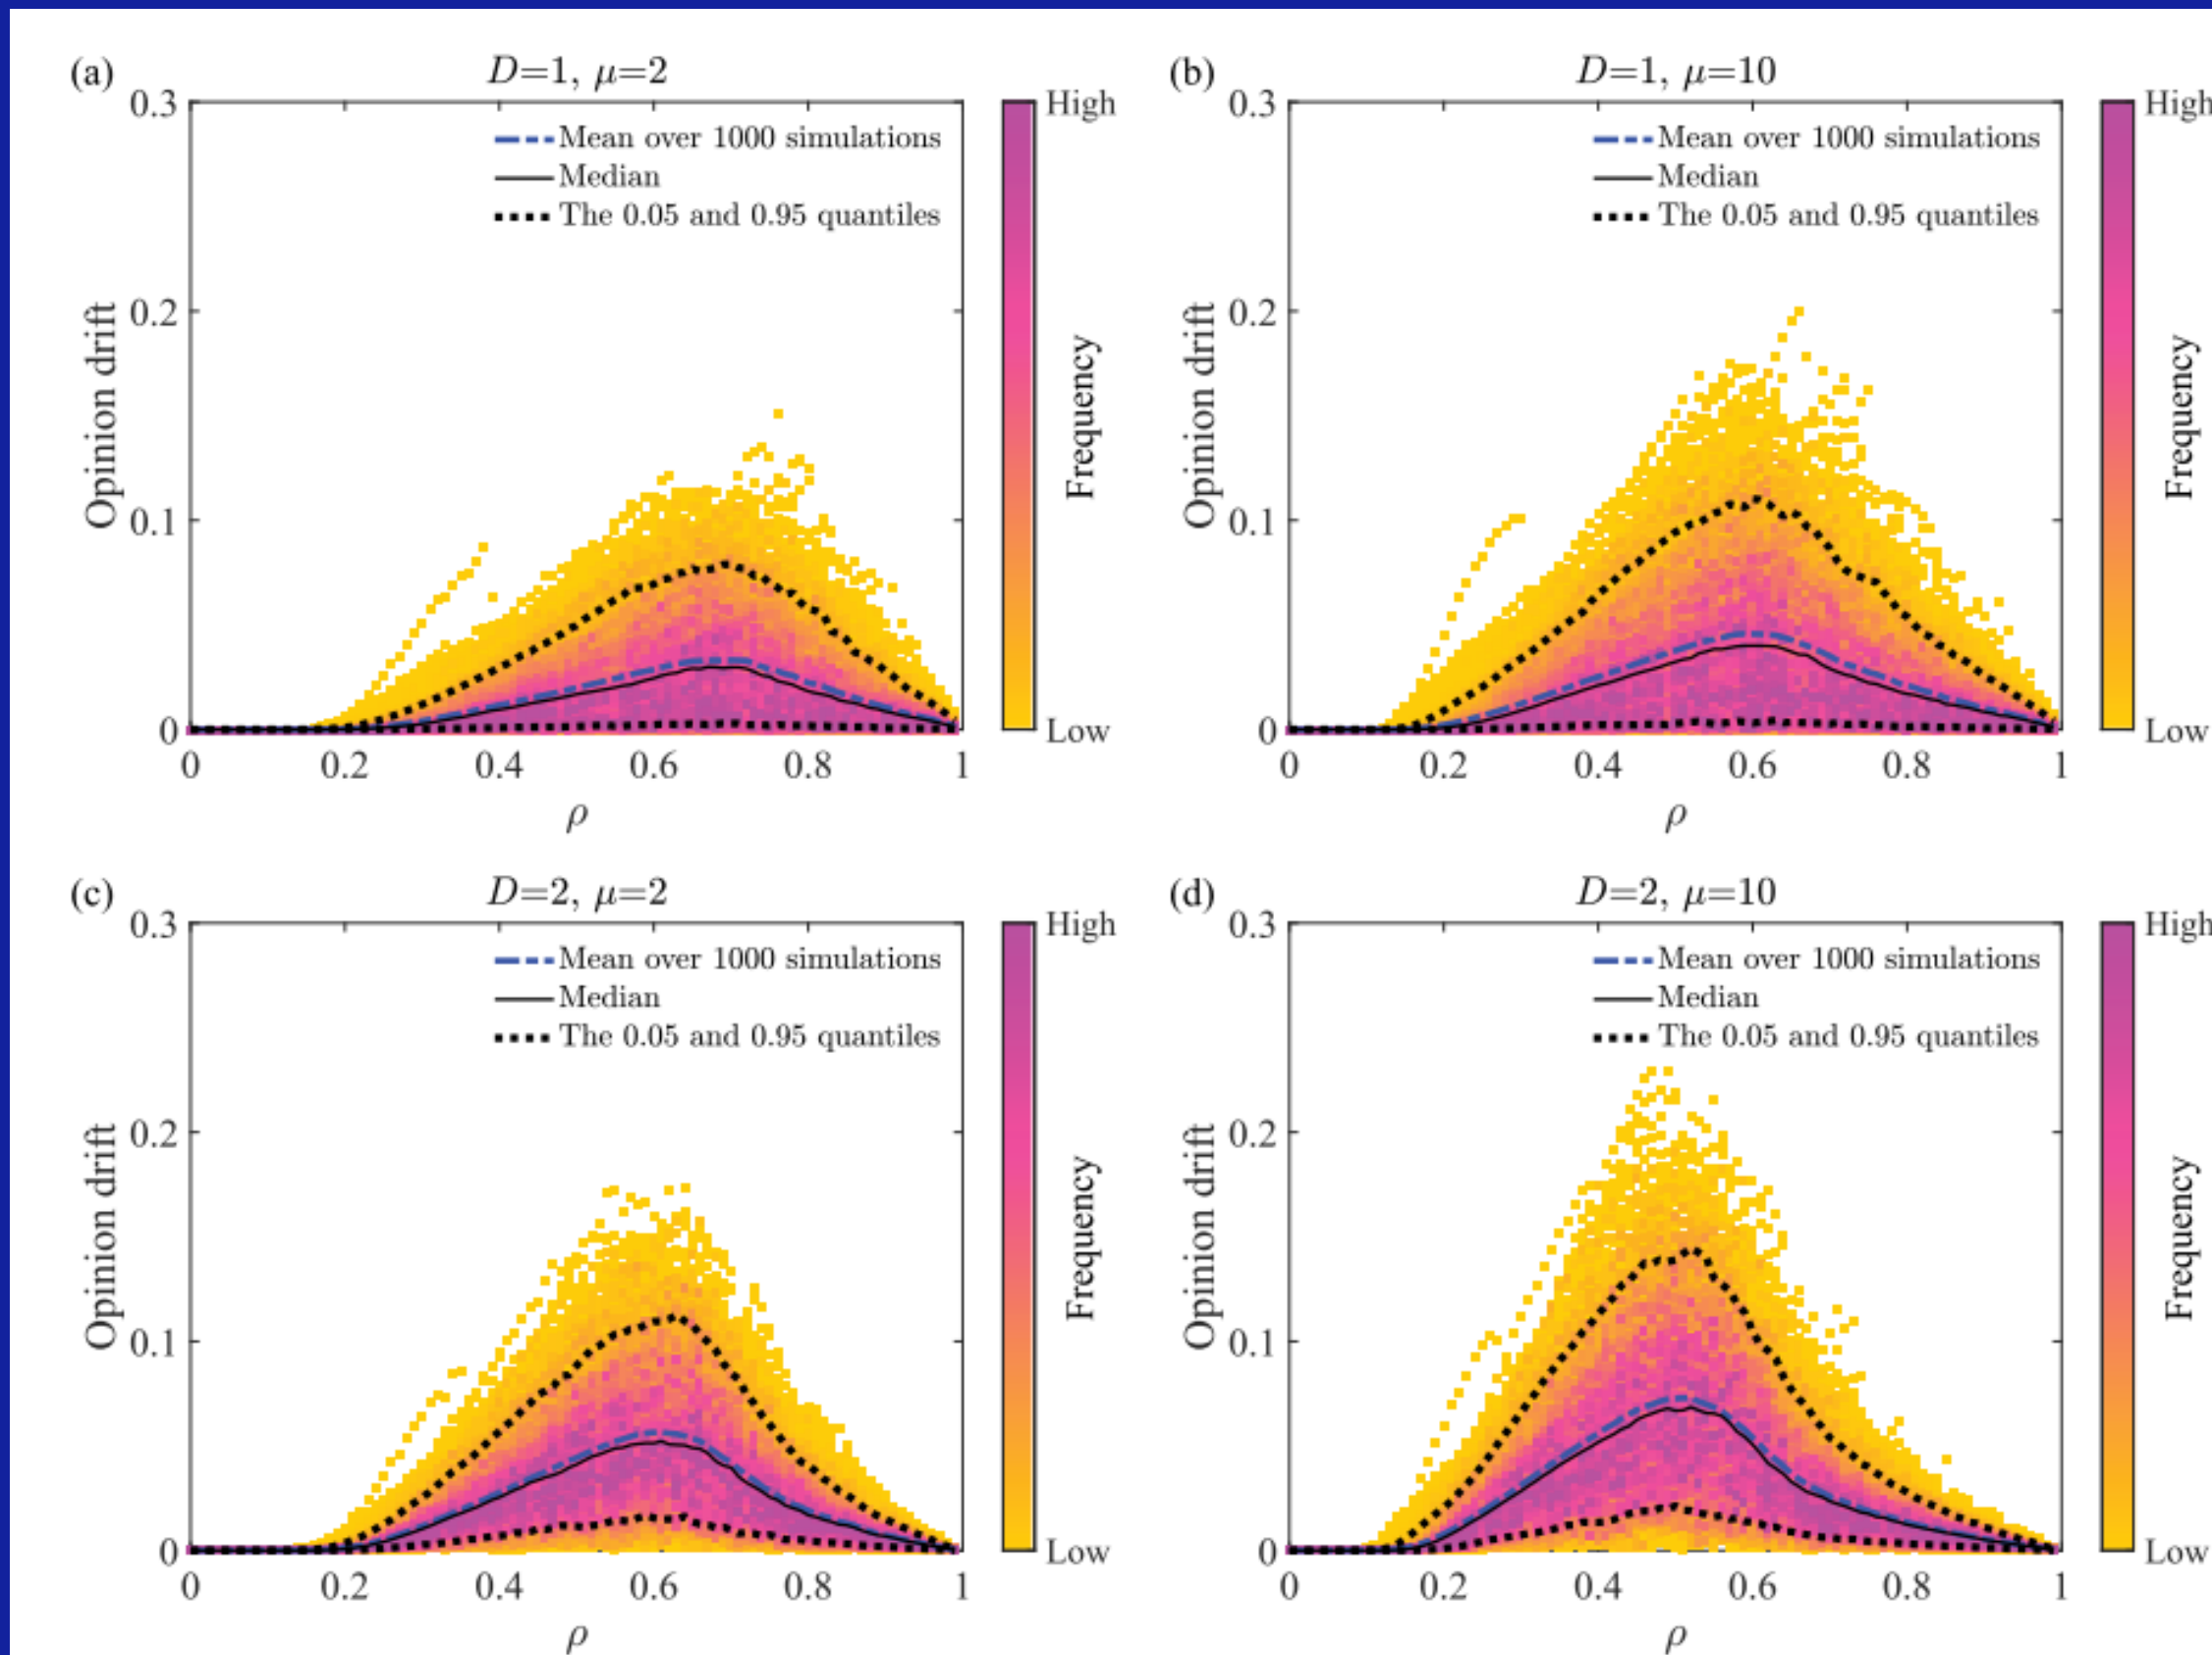 (a)
D=1, μ=2
0.3
0.2
0.1
0
Opinion drift
Mean over 1000 simulations
Median
The 0.05 and 0.95 quantiles
0 0.2 0.4 0.6 0.8 1
ρ
High
Frequency
Low
(b)
D=1, μ=10
0.3
0.2
0.1
0
Opinion drift
Mean over 1000 simulations
Median
The 0.05 and 0.95 quantiles
0 0.2 0.4 0.6 0.8 1
ρ
High
Frequency
Low
(c)
D=2, μ=2
0.3
0.2
0.1
0
Opinion drift
Mean over 1000 simulations
Median
The 0.05 and 0.95 quantiles
0 0.2 0.4 0.6 0.8 1
ρ
High
Frequency
Low
(d)
D=2, μ=10
0.3
0.2
0.1
0
Opinion drift
Mean over 1000 simulations
Median
The 0.05 and 0.95 quantiles
0 0.2 0.4 0.6 0.8 1
ρ
High
Frequency
Low